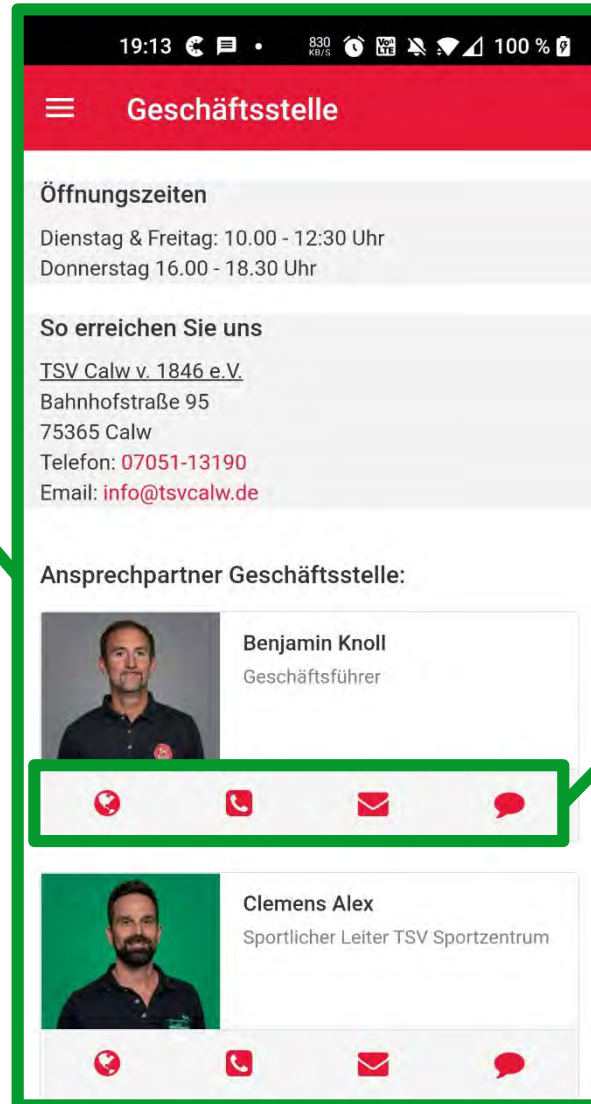 19:13 830 KB/S VoII LTE 100 %
Geschäftsstelle
Öffnungszeiten
Dienstag & Freitag: 10.00 - 12:30 Uhr
Donnerstag 16.00 - 18.30 Uhr
So erreichen Sie uns
TSV Calw v. 1846 e.V.
Bahnhofstraße 95
75365 Calw
Telefon: 07051-13190
Email: info@tsvcalw.de
Ansprechpartner Geschäftsstelle:
Benjamin Knoll
Geschäftsführer
Clemens Alex
Sportlicher Leiter TSV Sportzentrum